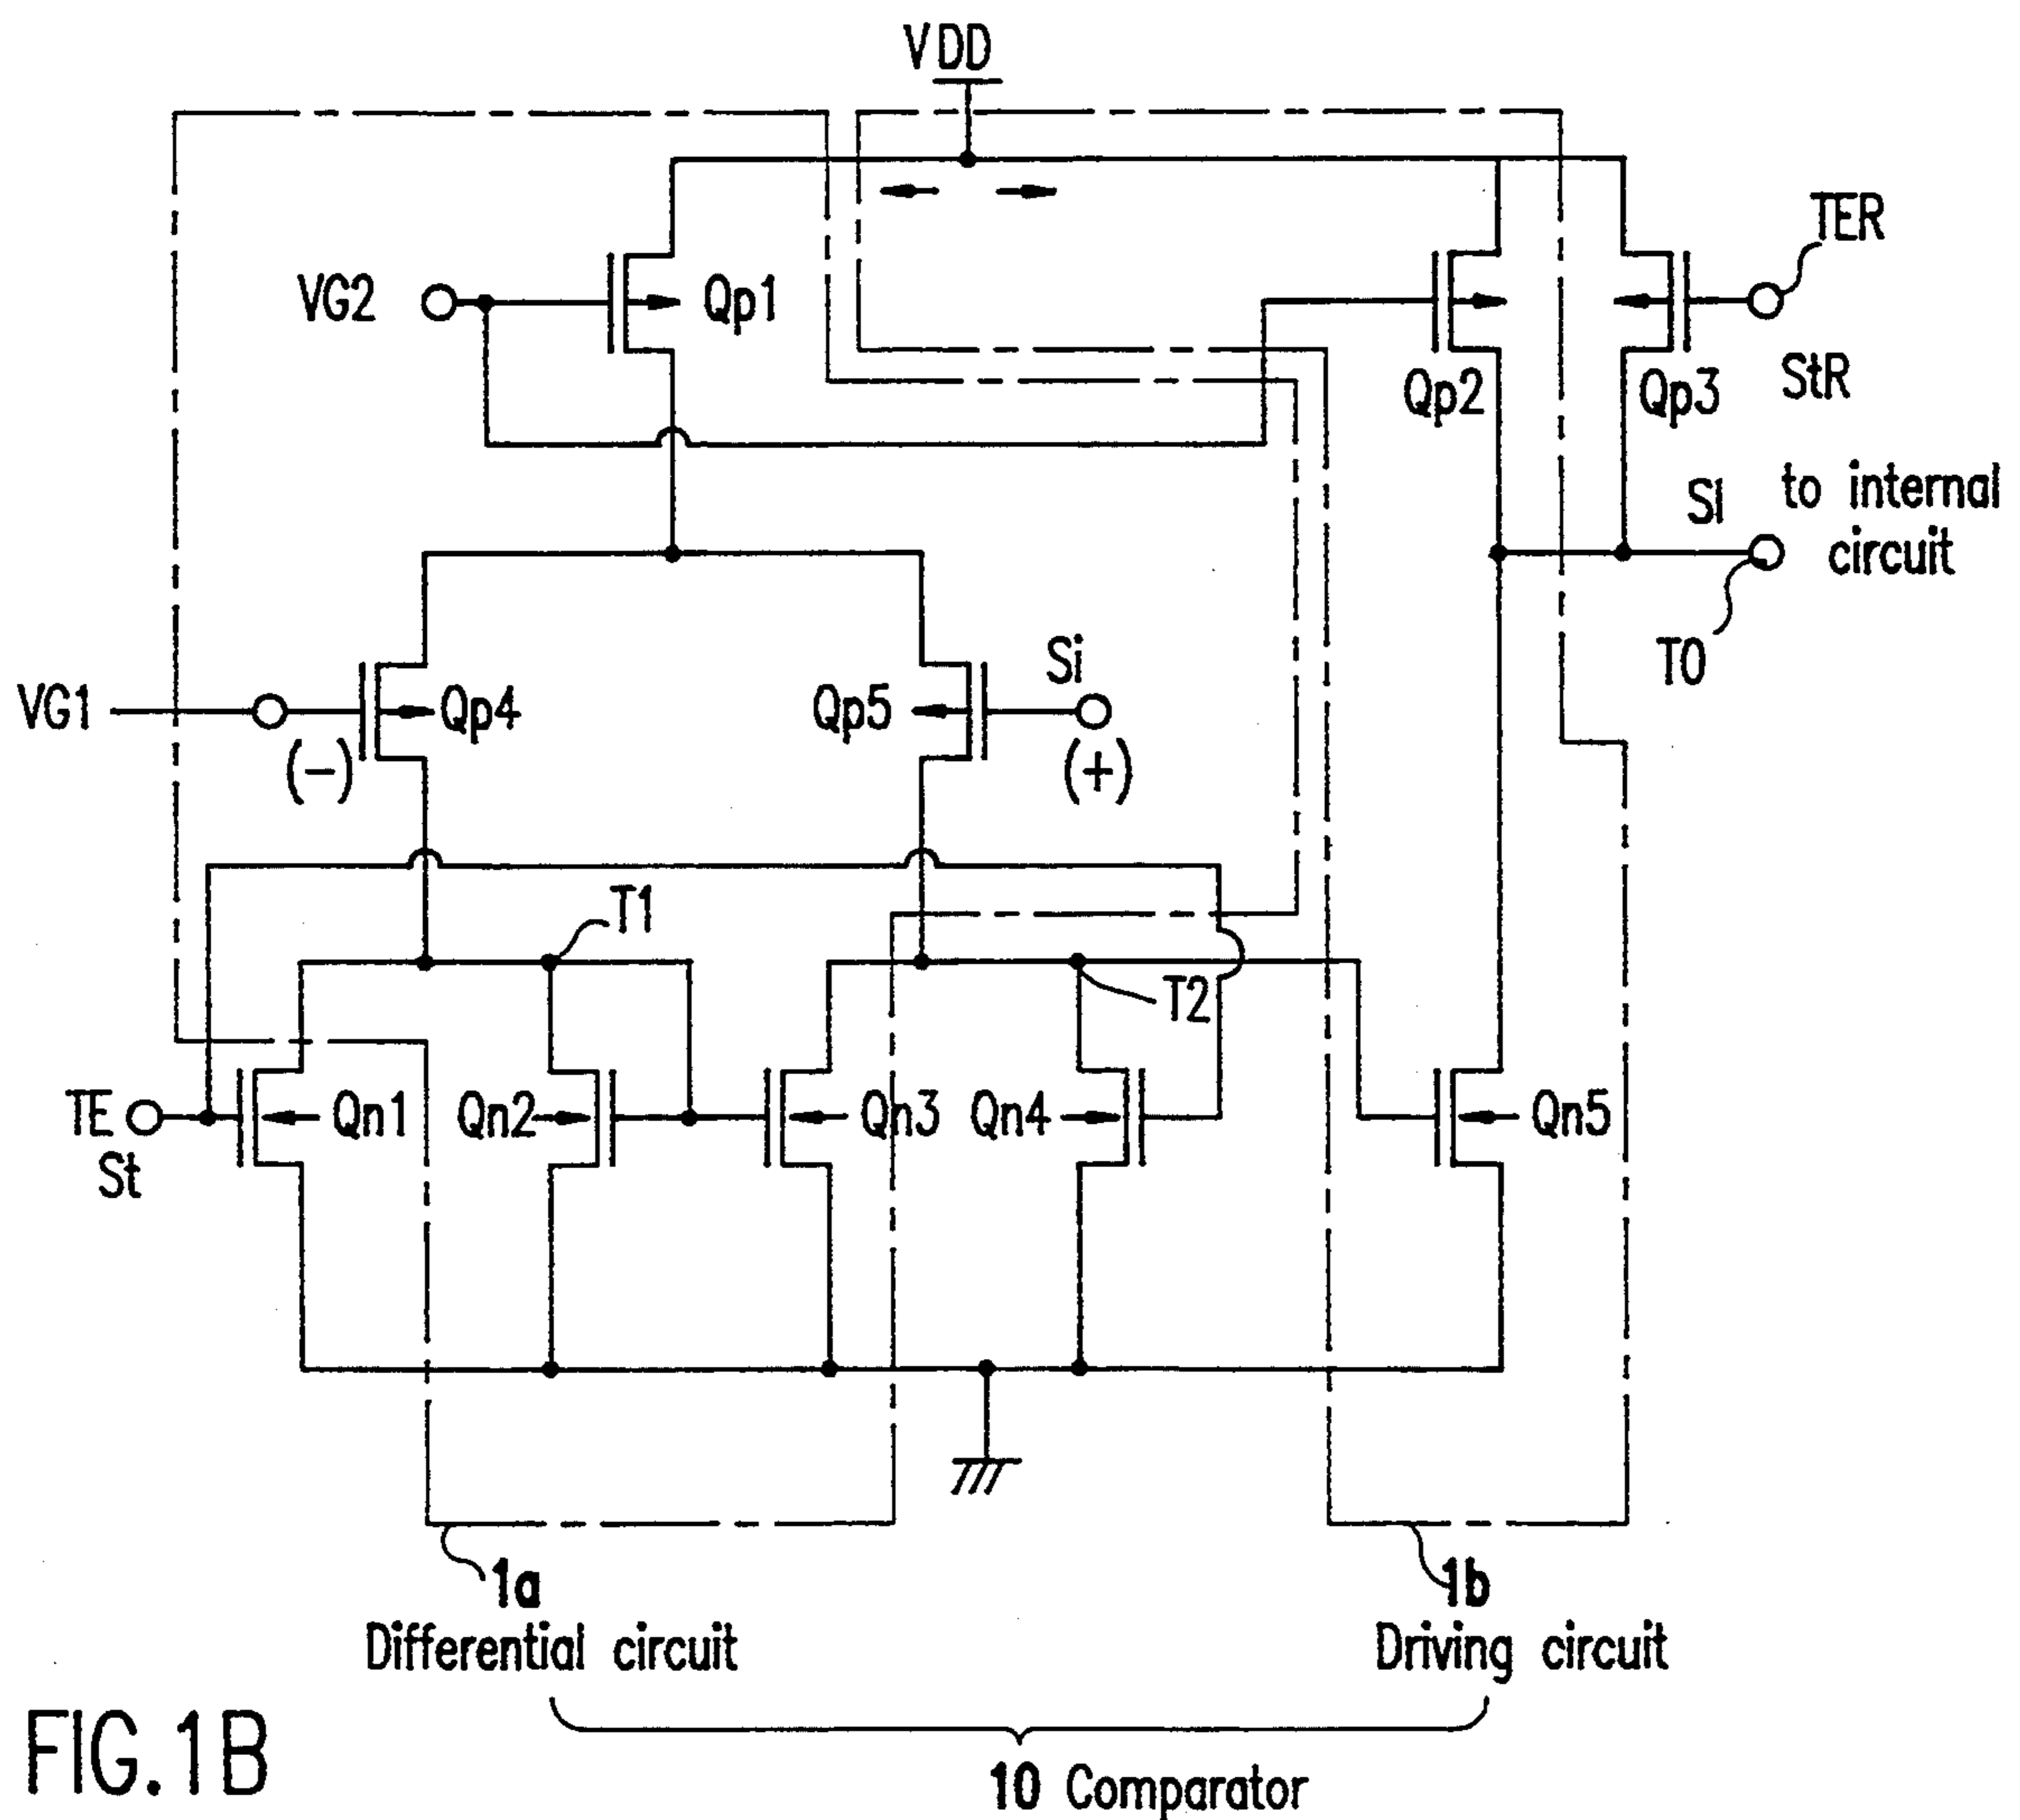 VDD
TER
VG2
Qp1
Qp2
Qp3
StR
SI
to internal
circuit
T0
VG1
(-)
Qp4
Qp5
Si
(+)
T1
T2
TE
St
Qn1
Qn2
Qn3
Qn4
Qn5
1a
Differential circuit
1b
Driving circuit
10 Comparator
FIG.1B